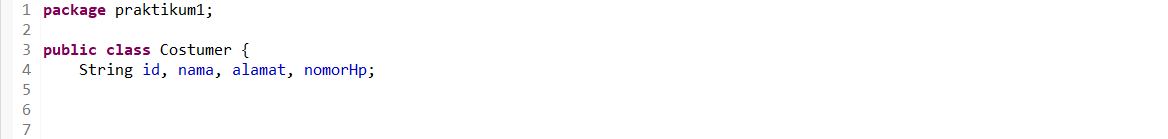 1 package praktikum1;
2
3 public class Costumer {
4     String id, nama, alamat, nomorHp;
5
6
7